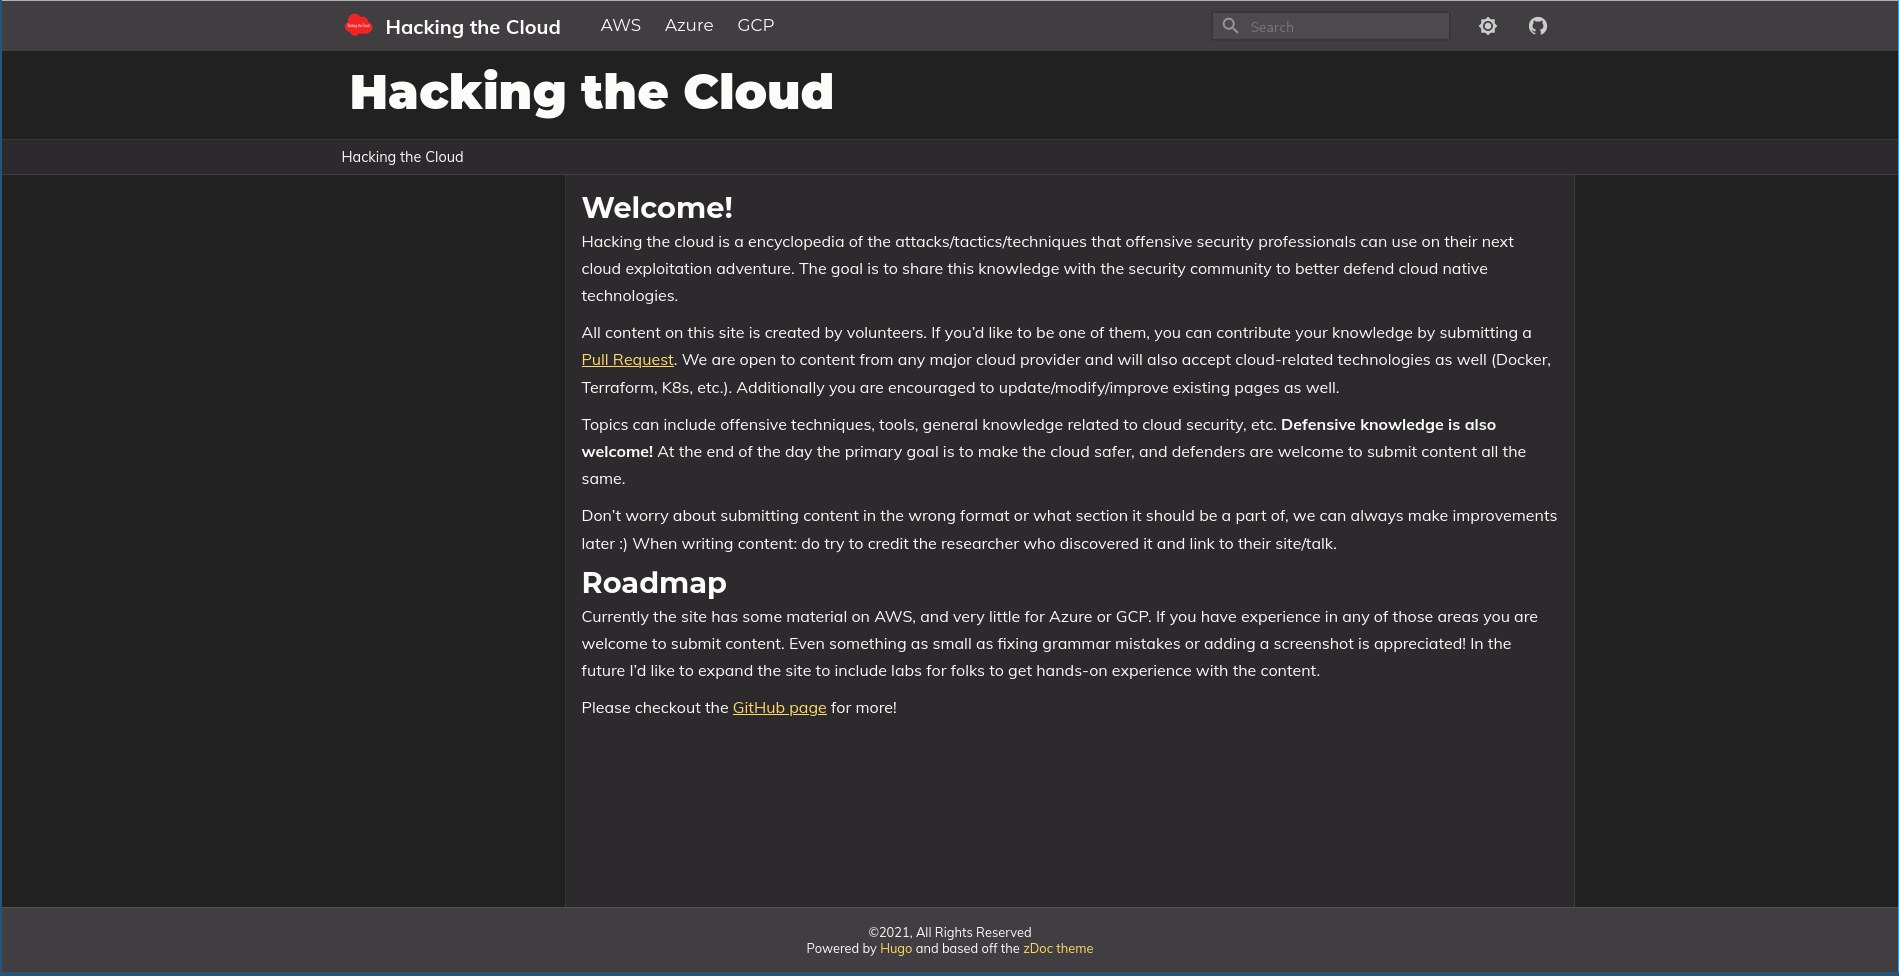 Hacking the Cloud AWS Azure GCP Search
Hacking the Cloud
Hacking the Cloud
Welcome!
Hacking the cloud is a encyclopedia of the attacks/tactics/techniques that offensive security professionals can use on their next
cloud exploitation adventure. The goal is to share this knowledge with the security community to better defend cloud native
technologies.
All content on this site is created by volunteers. If you’d like to be one of them, you can contribute your knowledge by submitting a
Pull Request. We are open to content from any major cloud provider and will also accept cloud-related technologies as well (Docker,
Terraform, K8s, etc.). Additionally you are encouraged to update/modify/improve existing pages as well.
Topics can include offensive techniques, tools, general knowledge related to cloud security, etc. Defensive knowledge is also
welcome! At the end of the day the primary goal is to make the cloud safer, and defenders are welcome to submit content all the
same.
Don’t worry about submitting content in the wrong format or what section it should be a part of, we can always make improvements
later :) When writing content: do try to credit the researcher who discovered it and link to their site/talk.
Roadmap
Currently the site has some material on AWS, and very little for Azure or GCP. If you have experience in any of those areas you are
welcome to submit content. Even something as small as fixing grammar mistakes or adding a screenshot is appreciated! In the
future I’d like to expand the site to include labs for folks to get hands-on experience with the content.
Please checkout the GitHub page for more!
©2021, All Rights Reserved
Powered by Hugo and based off the zDoc theme